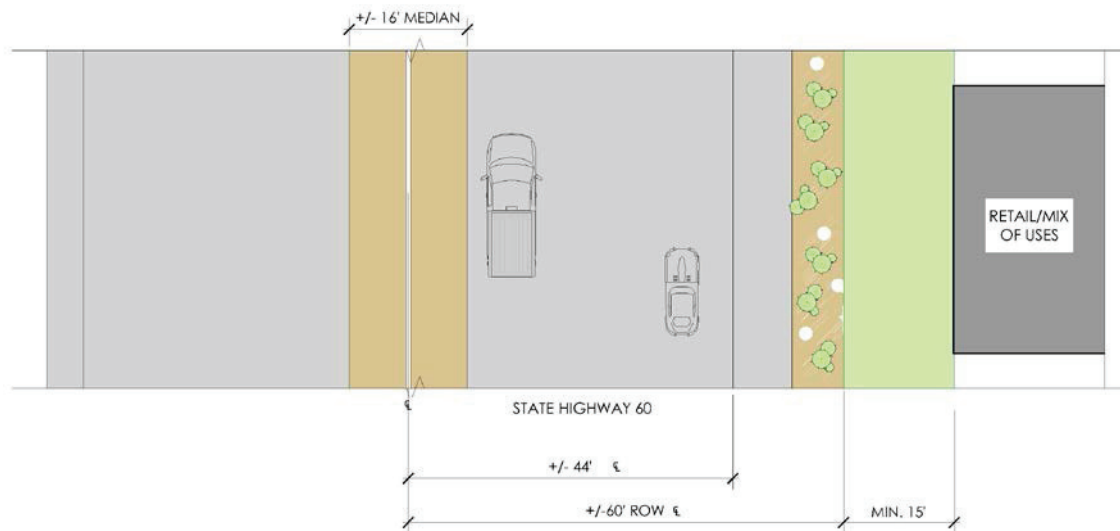 +/- 16' MEDIAN
RETAIL/MIX
OF USES
℄
STATE HIGHWAY 60
+/- 44' ℄
+/-60' ROW ℄
MIN. 15'